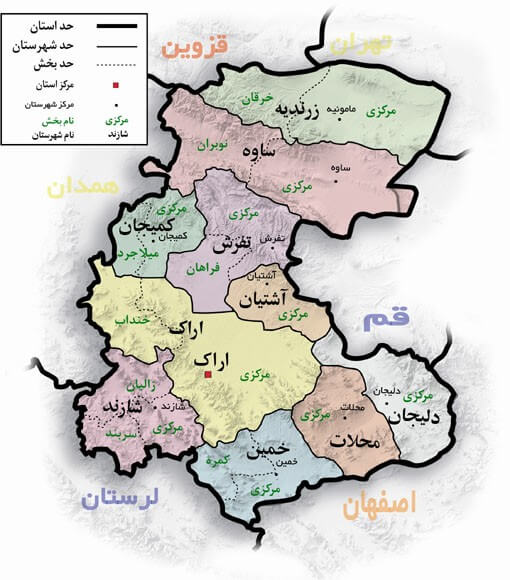 حد استان
حد شهرستان
حد بخش
مرکز استان
مرکز شهرستان
مرکزی نام بخش
شازند نام شهرستان
قزوین
تهران
خرقان
زرندیه
مامونیه
مرکزی
نوبران
ساوه
ساوه
مرکزی
همدان
مرکزی
کمیجان
کمیجان
میلاجرد
مرکزی
تفرش
تفرش
فراهان
آشتیان
آشتیان
مرکزی
قم
خنداب
اراک
اراک
مرکزی
زالیان
شازند
شازند
مرکزی
سربند
دلیجان
مرکزی
دلیجان
محلات
مرکزی
محلات
خمین
خمین
کمره
مرکزی
لرستان
اصفهان